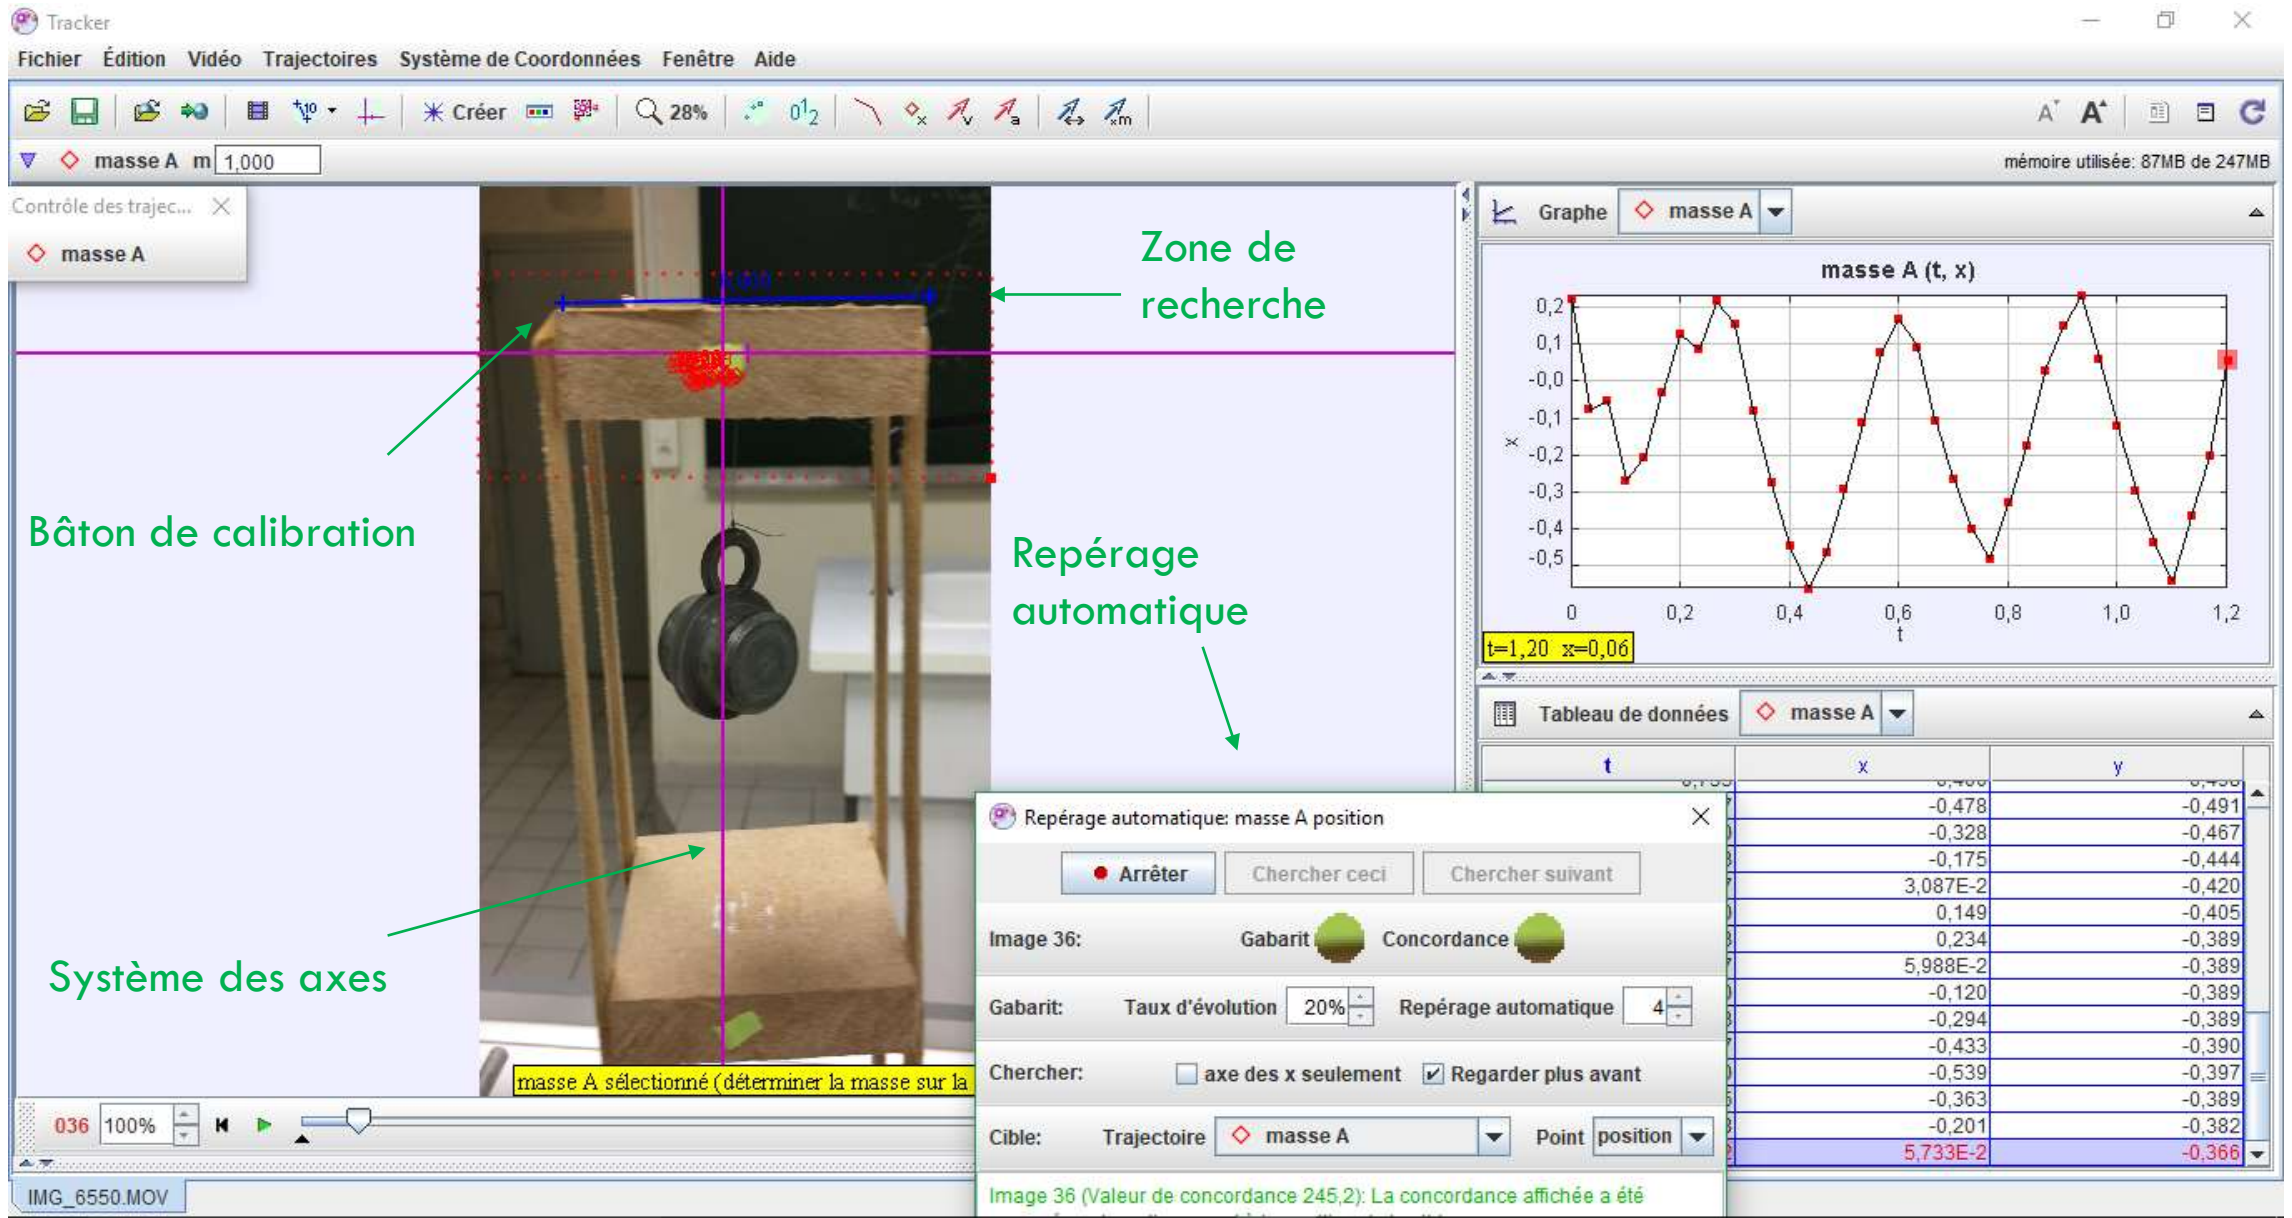 Tracker
Fichier Édition Vidéo Trajectoires Système de Coordonnées Fenêtre Aide
Créer 28%
masse A m 1,000
mémoire utilisée: 87MB de 247MB
Contrôle des trajec...
masse A
Zone de
recherche
Bâton de calibration
Repérage
automatique
Système des axes
masse A sélectionné (déterminer la masse sur la
036 100%
IMG_6550.MOV
Graphe masse A
masse A (t, x)
0,2
0,1
-0,0
-0,1
-0,2
-0,3
-0,4
-0,5
x
0 0,2 0,4 0,6 0,8 1,0 1,2
t
t=1,20 x=0,06
Tableau de données masse A
t x y
-0,478 -0,491
-0,328 -0,467
-0,175 -0,444
3,087E-2 -0,420
0,149 -0,405
0,234 -0,389
5,988E-2 -0,389
-0,120 -0,389
-0,294 -0,389
-0,433 -0,390
-0,539 -0,397
-0,363 -0,389
-0,201 -0,382
5,733E-2 -0,366
Repérage automatique: masse A position
Arrêter Chercher ceci Chercher suivant
Image 36: Gabarit Concordance
Gabarit: Taux d'évolution 20% Repérage automatique 4
Chercher: axe des x seulement Regarder plus avant
Cible: Trajectoire masse A Point position
Image 36 (Valeur de concordance 245,2): La concordance affichée a été